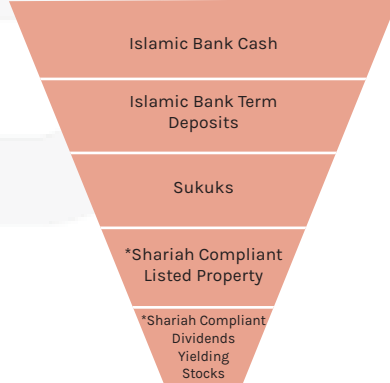 Islamic Bank Cash
Islamic Bank Term
Deposits
Sukuks
*Shariah Compliant
Listed Property
*Shariah Compliant
Dividends
Yielding
Stocks